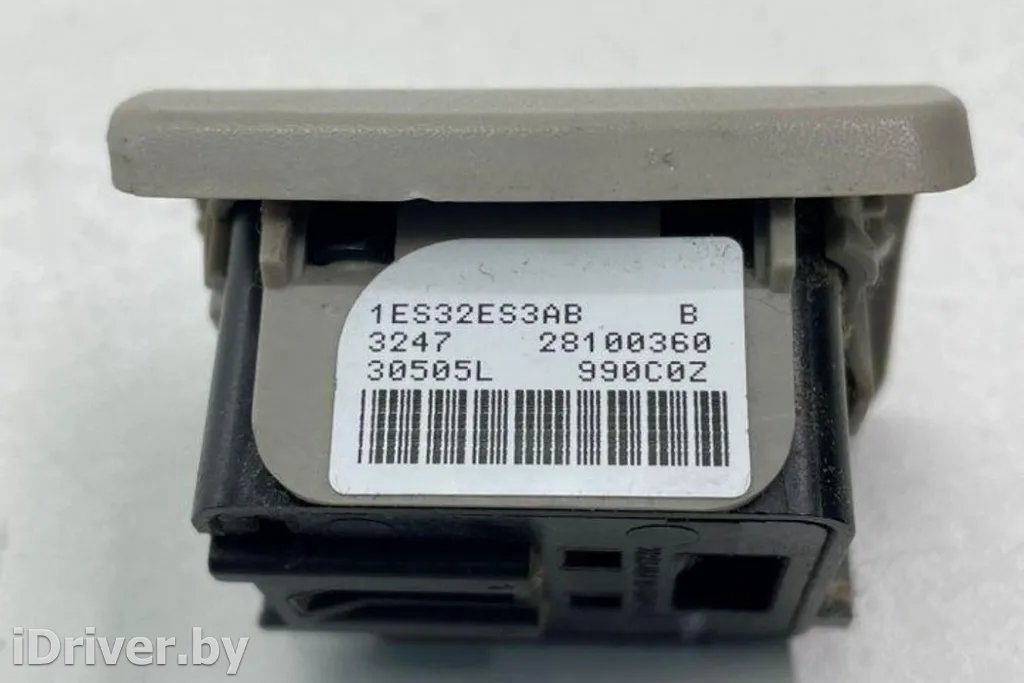 1ES32ES3AB B
3247 28100360
30505L 990C0Z
iDriver.by